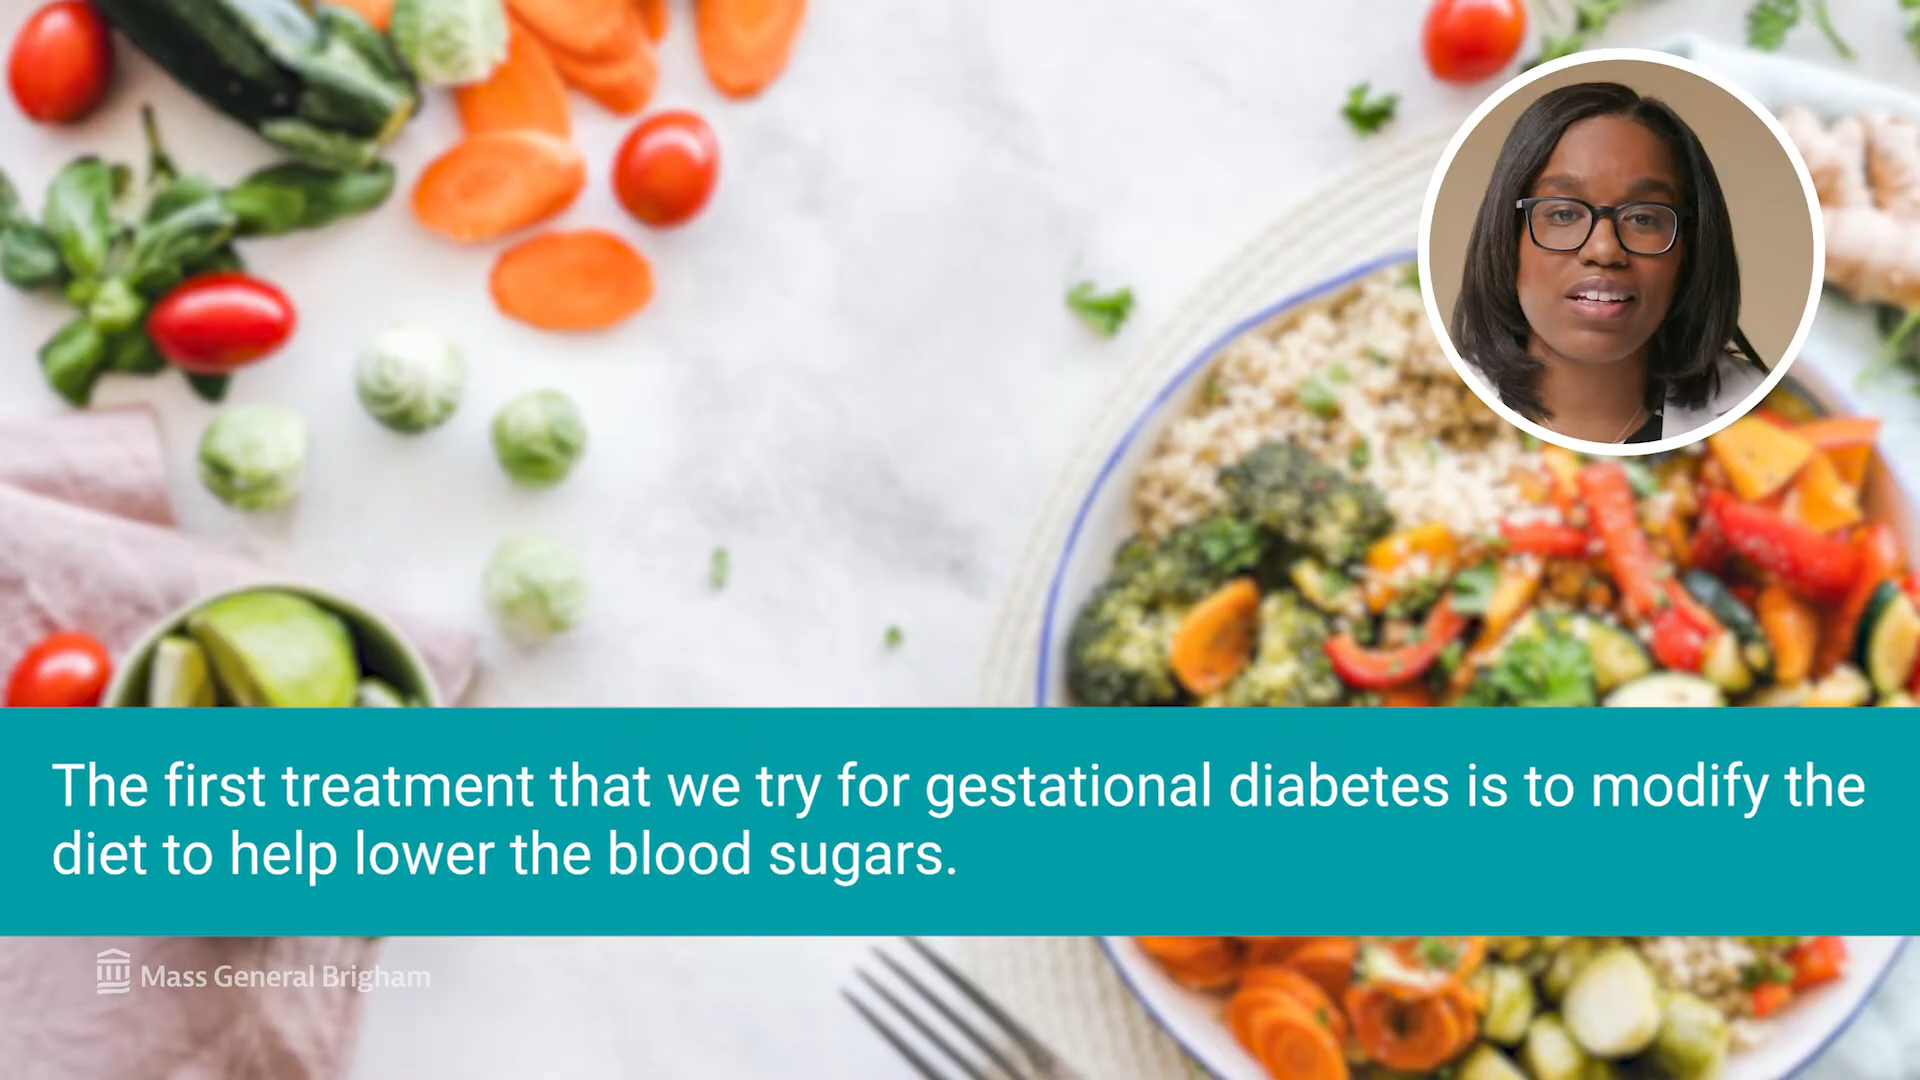 The first treatment that we try for gestational diabetes is to modify the
diet to help lower the blood sugars.
Mass General Brigham